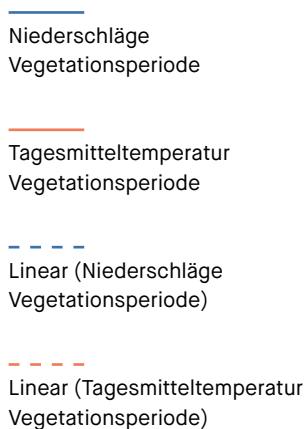 Niederschläge
Vegetationsperiode
Tagesmitteltemperatur
Vegetationsperiode
Linear (Niederschläge
Vegetationsperiode)
Linear (Tagesmitteltemperatur
Vegetationsperiode)